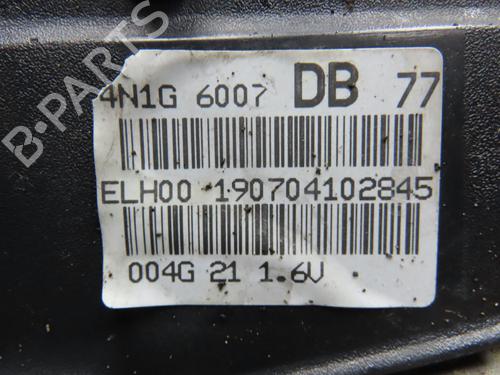 4N1G 6007 DB 77
ELH00 190704102845
004G 21 1.6V
B-PARTS